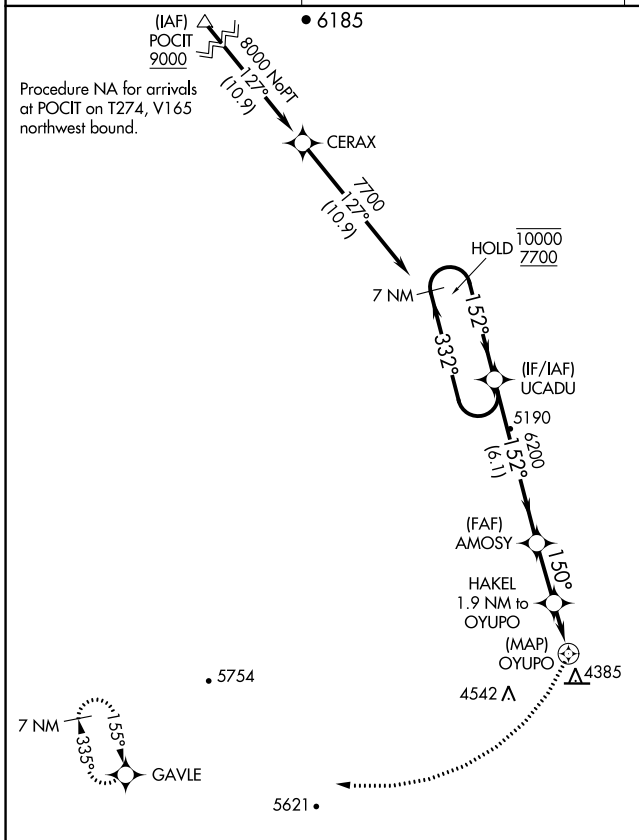 (IAF)
POCIT
9000
6185
8000 NoPT
127°
(10.9)
Procedure NA for arrivals
at POCIT on T274, V165
northwest bound.
CERAX
7700
127°
(10.9)
HOLD 10000
7700
7 NM
152°
332°
(IF/IAF)
UCADU
5190
6200
152°
(6.1)
(FAF)
AMOSY
150°
HAKEL
1.9 NM to
OYUPO
(MAP)
OYUPO
4385
4542
5754
7 NM
155°
335°
GAVLE
5621